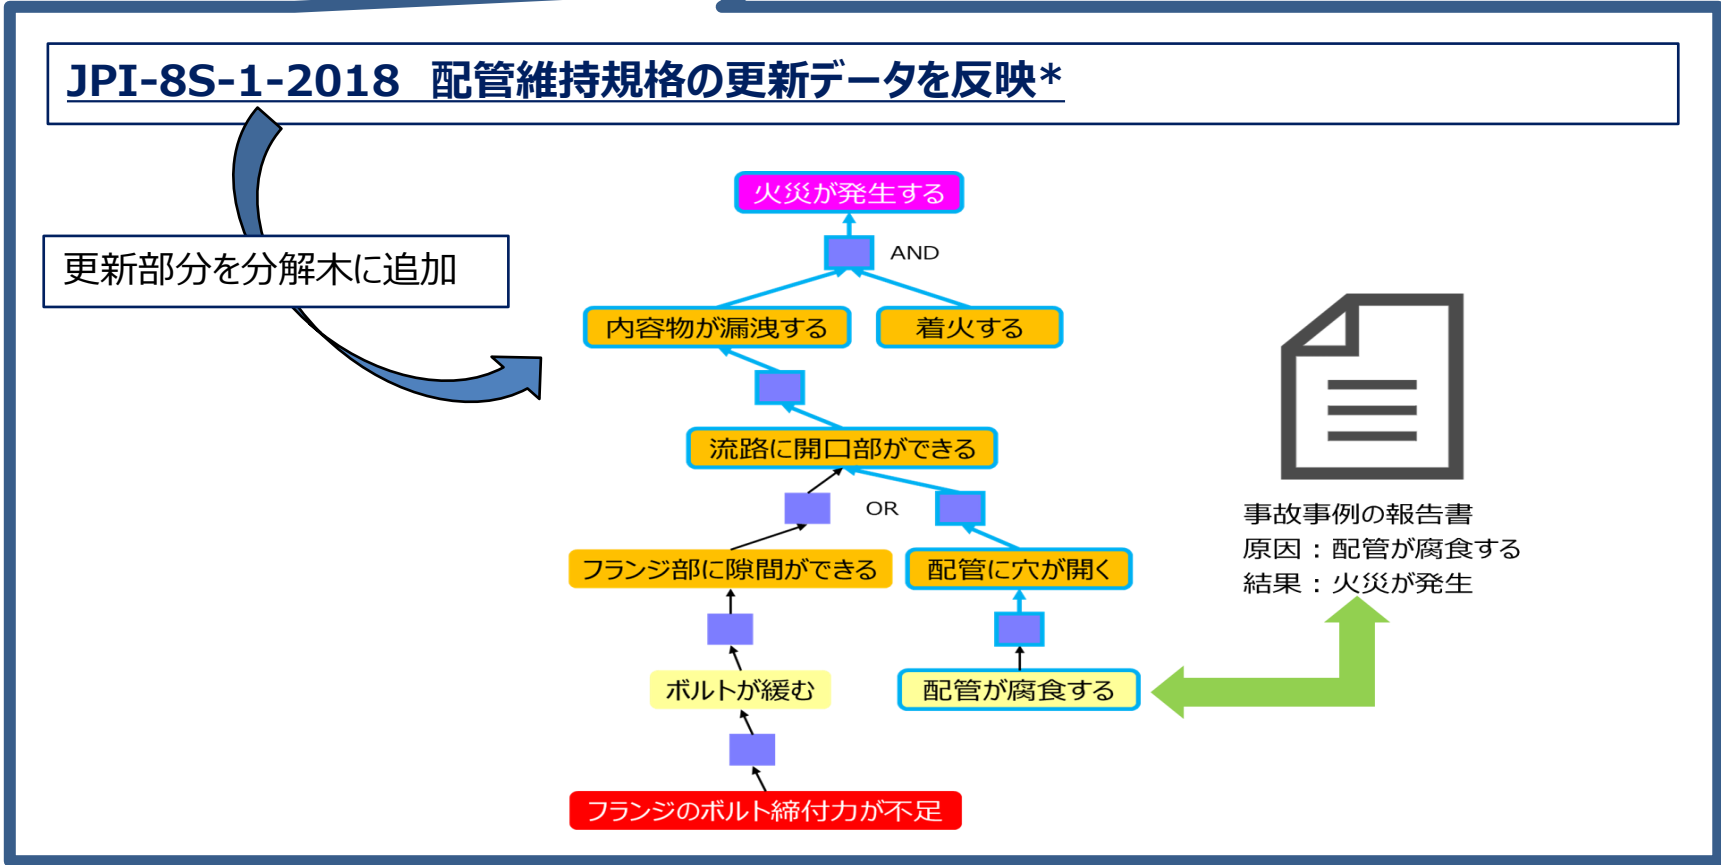 JPI-8S-1-2018 配管維持規格の更新データを反映*
更新部分を分解木に追加
火災が発生する
AND
内容物が漏洩する
着火する
流路に開口部ができる
OR
フランジ部に隙間ができる
配管に穴が開く
ボルトが緩む
配管が腐食する
フランジのボルト締付力が不足
事故事例の報告書
原因：配管が腐食する
結果：火災が発生